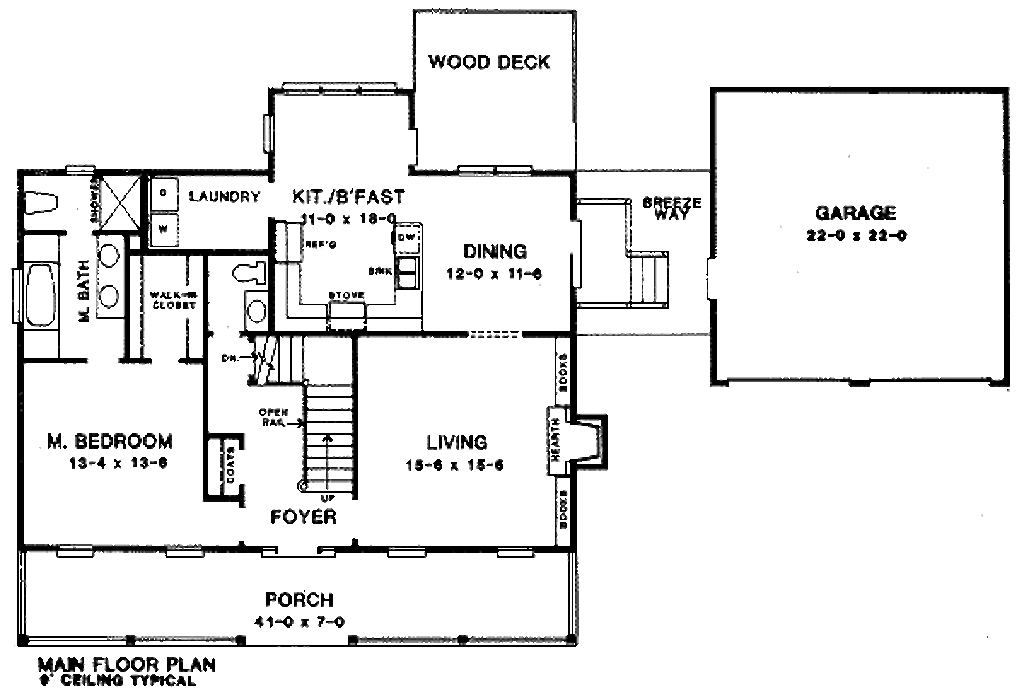 WOOD DECK
LAUNDRY
KIT./B'FAST
11-0 x 18-0
BREEZE
WAY
GARAGE
22-0 x 22-0
SHOWER
D
W
REF'G
DW
SINK
STOVE
DINING
12-0 x 11-6
M. BATH
WALK-IN
CLOSET
DN.
BOOKS
OPEN
RAIL
M. BEDROOM
13-4 x 13-6
COATS
UP
LIVING
15-6 x 15-6
HEARTH
BOOKS
FOYER
PORCH
41-0 x 7-0
MAIN FLOOR PLAN
9' CEILING TYPICAL